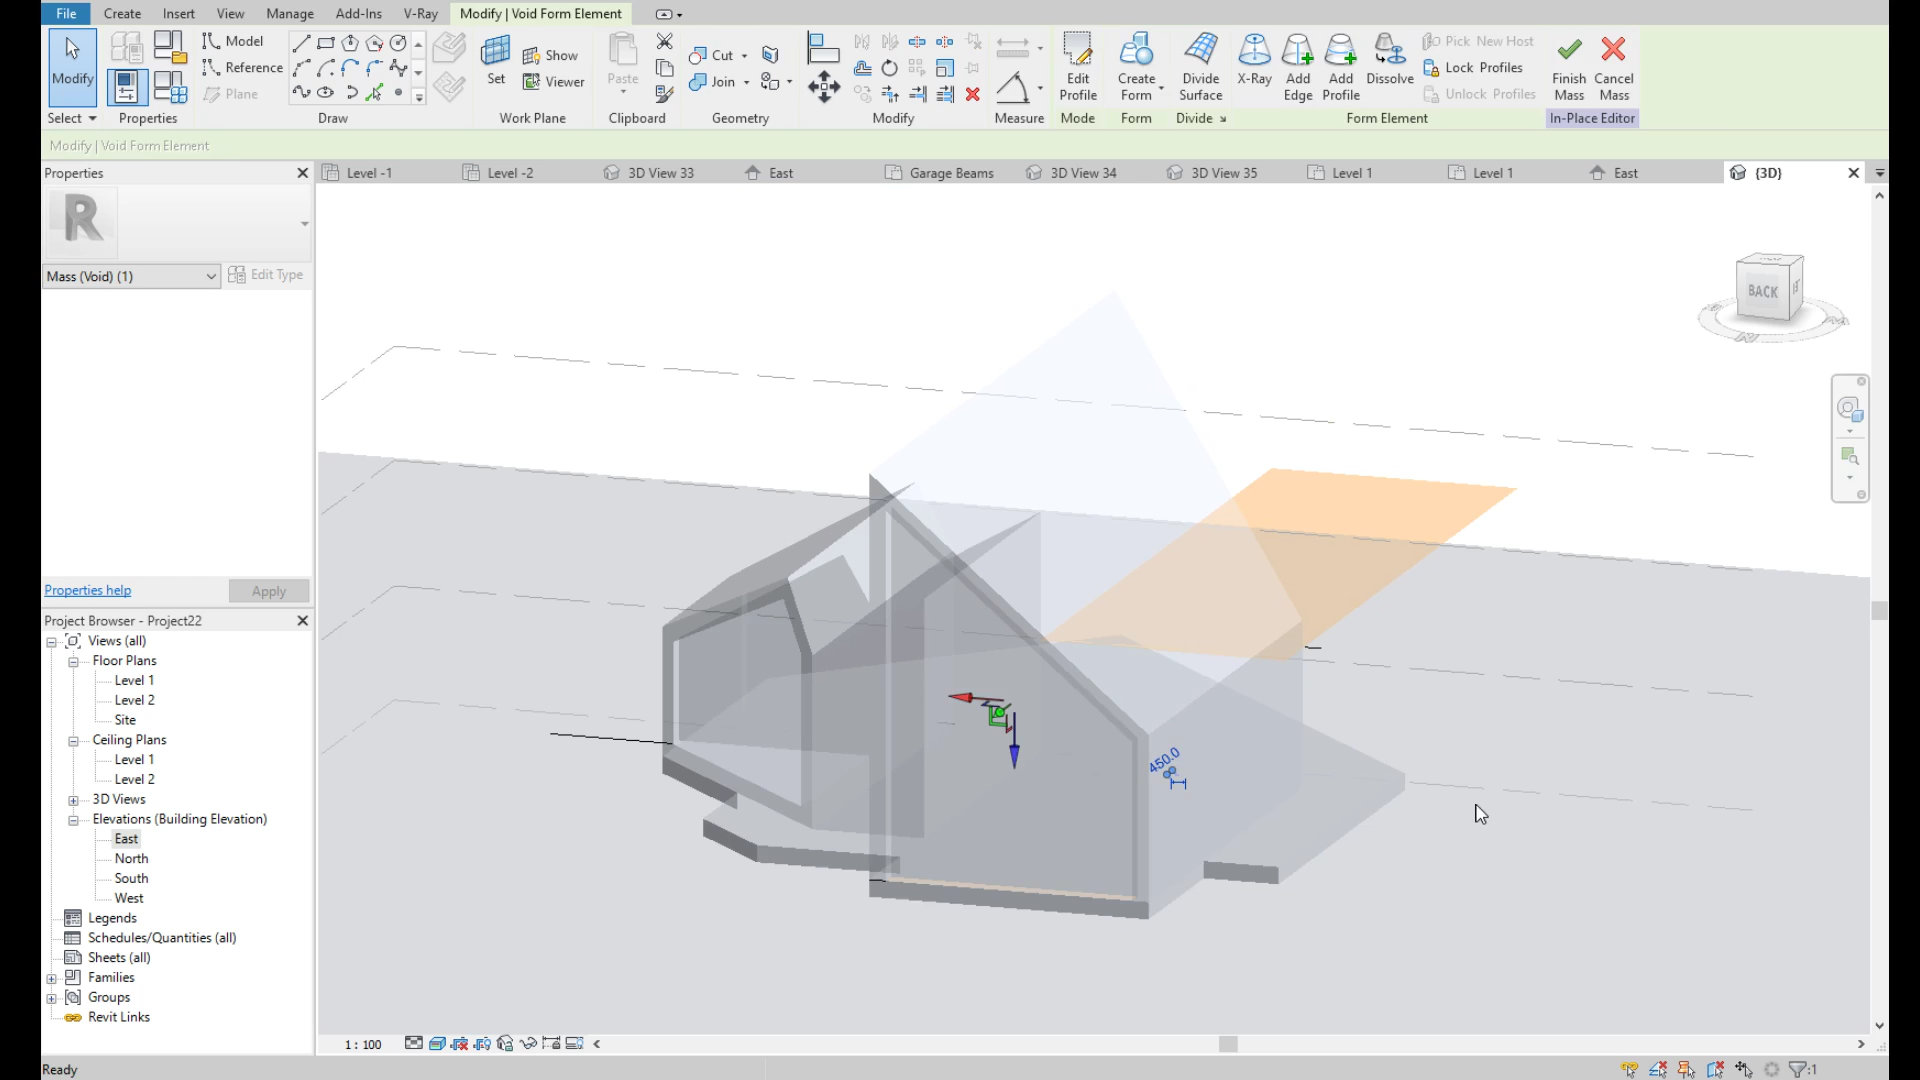 File Create Insert View Manage Add-Ins V-Ray Modify | Void Form Element
Modify
Select
Properties
Model
Reference
Plane
Draw
Set
Show
Viewer
Work Plane
Paste
Clipboard
Cut
Join
Geometry
Modify
Measure
Edit
Profile
Mode
Create
Form
Form
Divide
Surface
Divide
X-Ray
Add
Edge
Add
Profile
Dissolve
Pick New Host
Lock Profiles
Unlock Profiles
Form Element
Finish
Mass
Cancel
Mass
In-Place Editor
Modify | Void Form Element
Properties
Level -1 Level -2 3D View 33 East Garage Beams 3D View 34 3D View 35 Level 1 Level 1 East {3D}
R
Mass (Void) (1)
Edit Type
BACK
450.0
Properties help
Apply
Project Browser - Project22
Views (all)
Floor Plans
Level 1
Level 2
Site
Ceiling Plans
Level 1
Level 2
3D Views
Elevations (Building Elevation)
East
North
South
West
Legends
Schedules/Quantities (all)
Sheets (all)
Families
Groups
Revit Links
1 : 100
Ready
:1